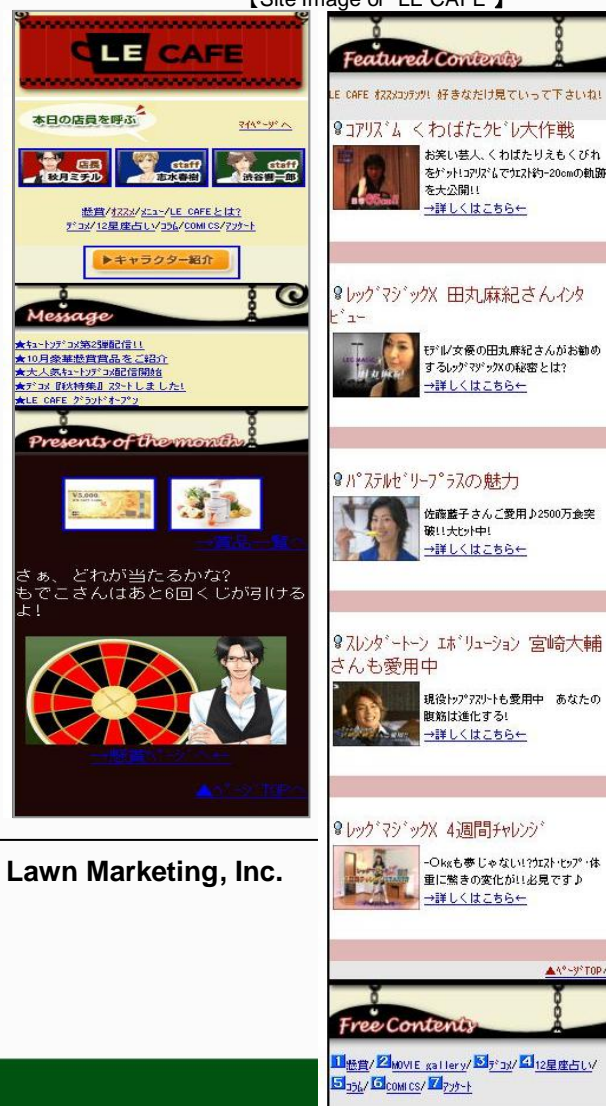 【Site Image of "LE CAFE"】
LE CAFE
本日の店員を呼ぶ
ﾏｲﾍﾟｰｼﾞへ
店長
秋月ミチル
staff
志水春樹
staff
渋谷健一郎
懸賞/ｵｽｽﾒ/ﾒﾆｭｰ/LE CAFEとは?
ﾃﾞｺﾒ/12星座占い/ｺﾗﾑ/COMICS/ｱﾝｹｰﾄ
▶キャラクター紹介
Message
★ｷｭｰﾄﾝﾃﾞｺﾒ第2弾配信!!
★10月豪華懸賞賞品をご紹介
★大人気ｷｭｰﾄﾝﾃﾞｺﾒ配信開始
★ﾃﾞｺﾒ『秋特集』ｽﾀｰﾄしました!
★LE CAFE ｸﾞﾗﾝﾄﾞｵｰﾌﾟﾝ
Presents of the month
¥5,000
→賞品一覧へ
さぁ、どれが当たるかな?
もでこさんはあと6回くじが引ける
よ!
→懸賞ﾍﾟｰｼﾞへ←
▲ﾍﾟｰｼﾞTOPへ
Lawn Marketing, Inc.
Featured Contents
LE CAFE ｵｽｽﾒｺﾝﾃﾝﾂ! 好きなだけ見ていって下さいね!
ｺｱﾘｽﾞﾑ くわばたｸﾋﾞﾚ大作戦
お笑い芸人、くわばたりえもくびれ
をｹﾞｯﾄ!ｺｱﾘｽﾞﾑでｳｴｽﾄ約-20cmの軌跡
を大公開!!
→詳しくはこちら←
ﾚｯｸﾞﾏｼﾞｯｸX 田丸麻紀さんｲﾝﾀ
ﾋﾞｭｰ
ﾓﾃﾞﾙ/女優の田丸麻紀さんがお勧め
するﾚｯｸﾞﾏｼﾞｯｸXの秘密とは?
→詳しくはこちら←
ﾊﾟｽﾃﾙｾﾞﾘｰﾌﾟﾗｽの魅力
佐藤藍子さんご愛用♪2500万食突
破!!大ﾋｯﾄ中!
→詳しくはこちら←
ｽﾚﾝﾀﾞｰﾄｰﾝ ｴﾎﾞﾘｭｰｼｮﾝ 宮崎大輔
さんも愛用中
現役ﾄｯﾌﾟｱｽﾘｰﾄも愛用中 あなたの
腹筋は進化する!
→詳しくはこちら←
ﾚｯｸﾞﾏｼﾞｯｸX 4週間ﾁｬﾚﾝｼﾞ
-Okgも夢じゃない!?ｳｴｽﾄ･ﾋｯﾌﾟ･体
重に驚きの変化が!!必見です♪
→詳しくはこちら←
▲ﾍﾟｰｼﾞTOPへ
Free Contents
1懸賞/2MOVIE gallery/3ﾃﾞｺﾒ/4 12星座占い/
5ｺﾗﾑ/6COMICS/7ｱﾝｹｰﾄ